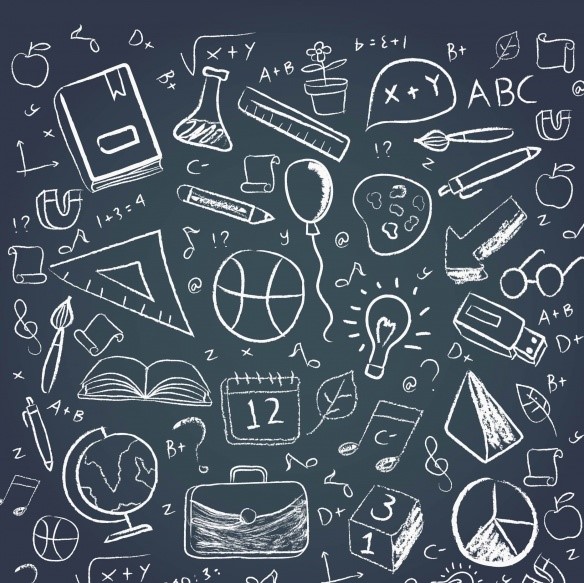 D+
√x+y
b=ε+1
B+
B+
A+B
x+y
ABC
@
x
C-
!?
z
!?
1+3=4
!?
y
@
z
@
A+B
D+
x
z
x
D+
@
?
B+
12
A+B
C-
B+
?
z
z
D+
3
1
C-
√x+y